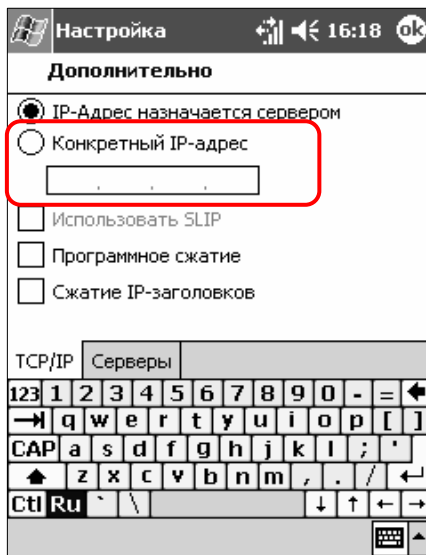 Настройка 16:18 ok
Дополнительно
IP-Адрес назначается сервером
Конкретный IP-адрес
. . .
Использовать SLIP
Программное сжатие
Сжатие IP-заголовков
TCP/IP Серверы
123 1 2 3 4 5 6 7 8 9 0 - =
q w e r t y u i o p [ ]
CAP a s d f g h j k l ; '
z x c v b n m , . /
Ctl Ru ` \